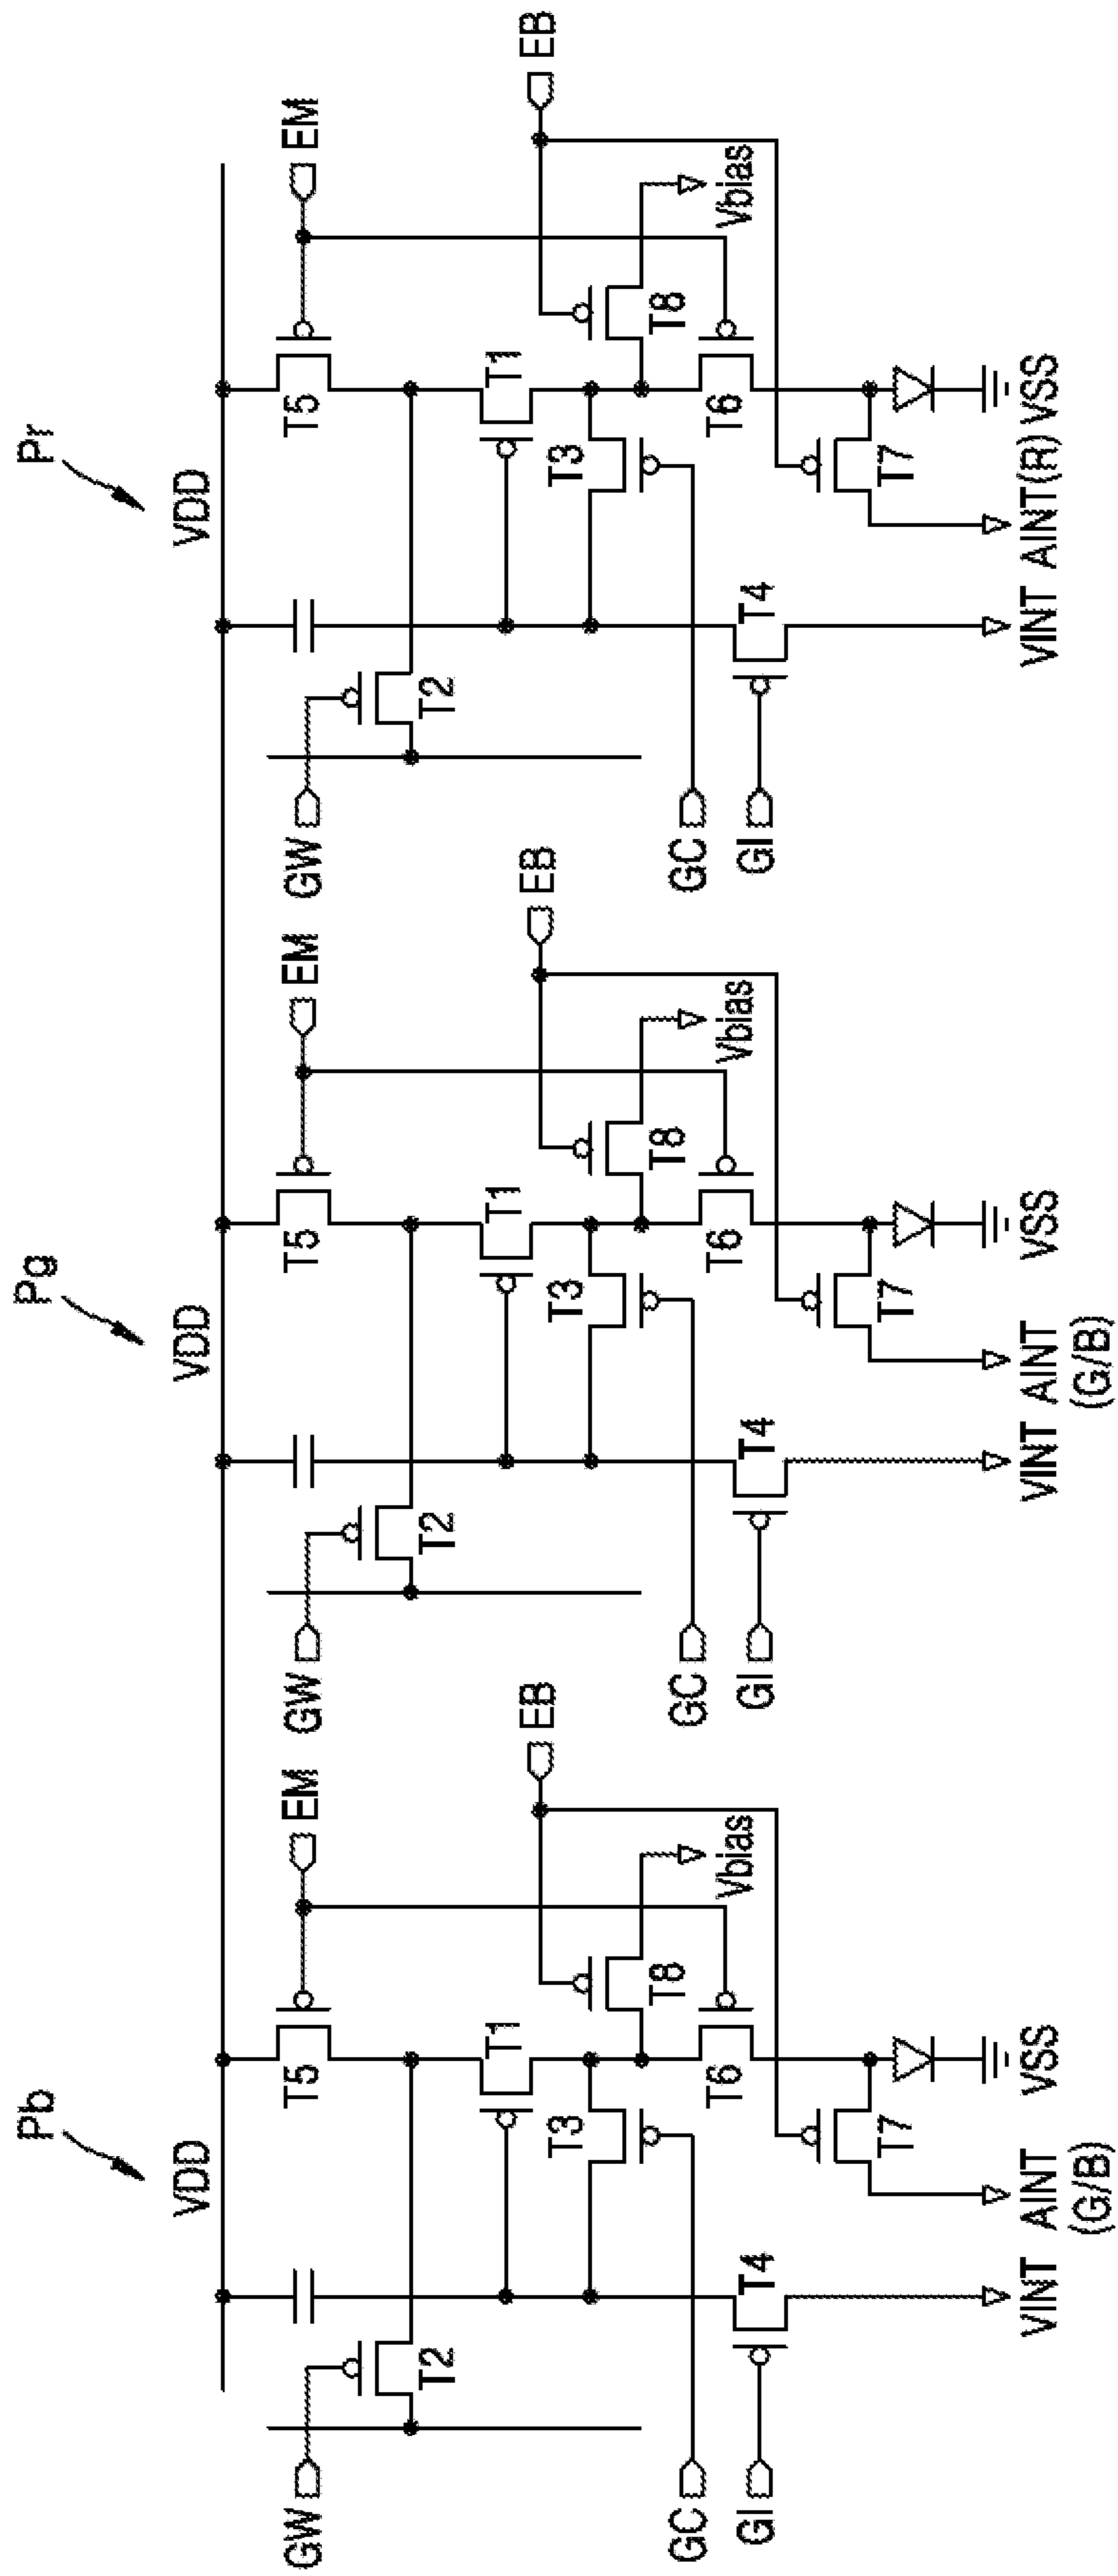 Pb
VDD
GW
T2
T5
EM
T1
T3
T8
EB
Vbias
GC
GI
T4
T6
T7
VINT
AINT
(G/B)
VSS
Pg
VDD
GW
T2
T5
EM
T1
T3
T8
EB
Vbias
GC
GI
T4
T6
T7
VINT
AINT
(G/B)
VSS
Pr
VDD
GW
T2
T5
EM
T1
T3
T8
EB
Vbias
GC
GI
T4
T6
T7
VINT
AINT(R)
VSS